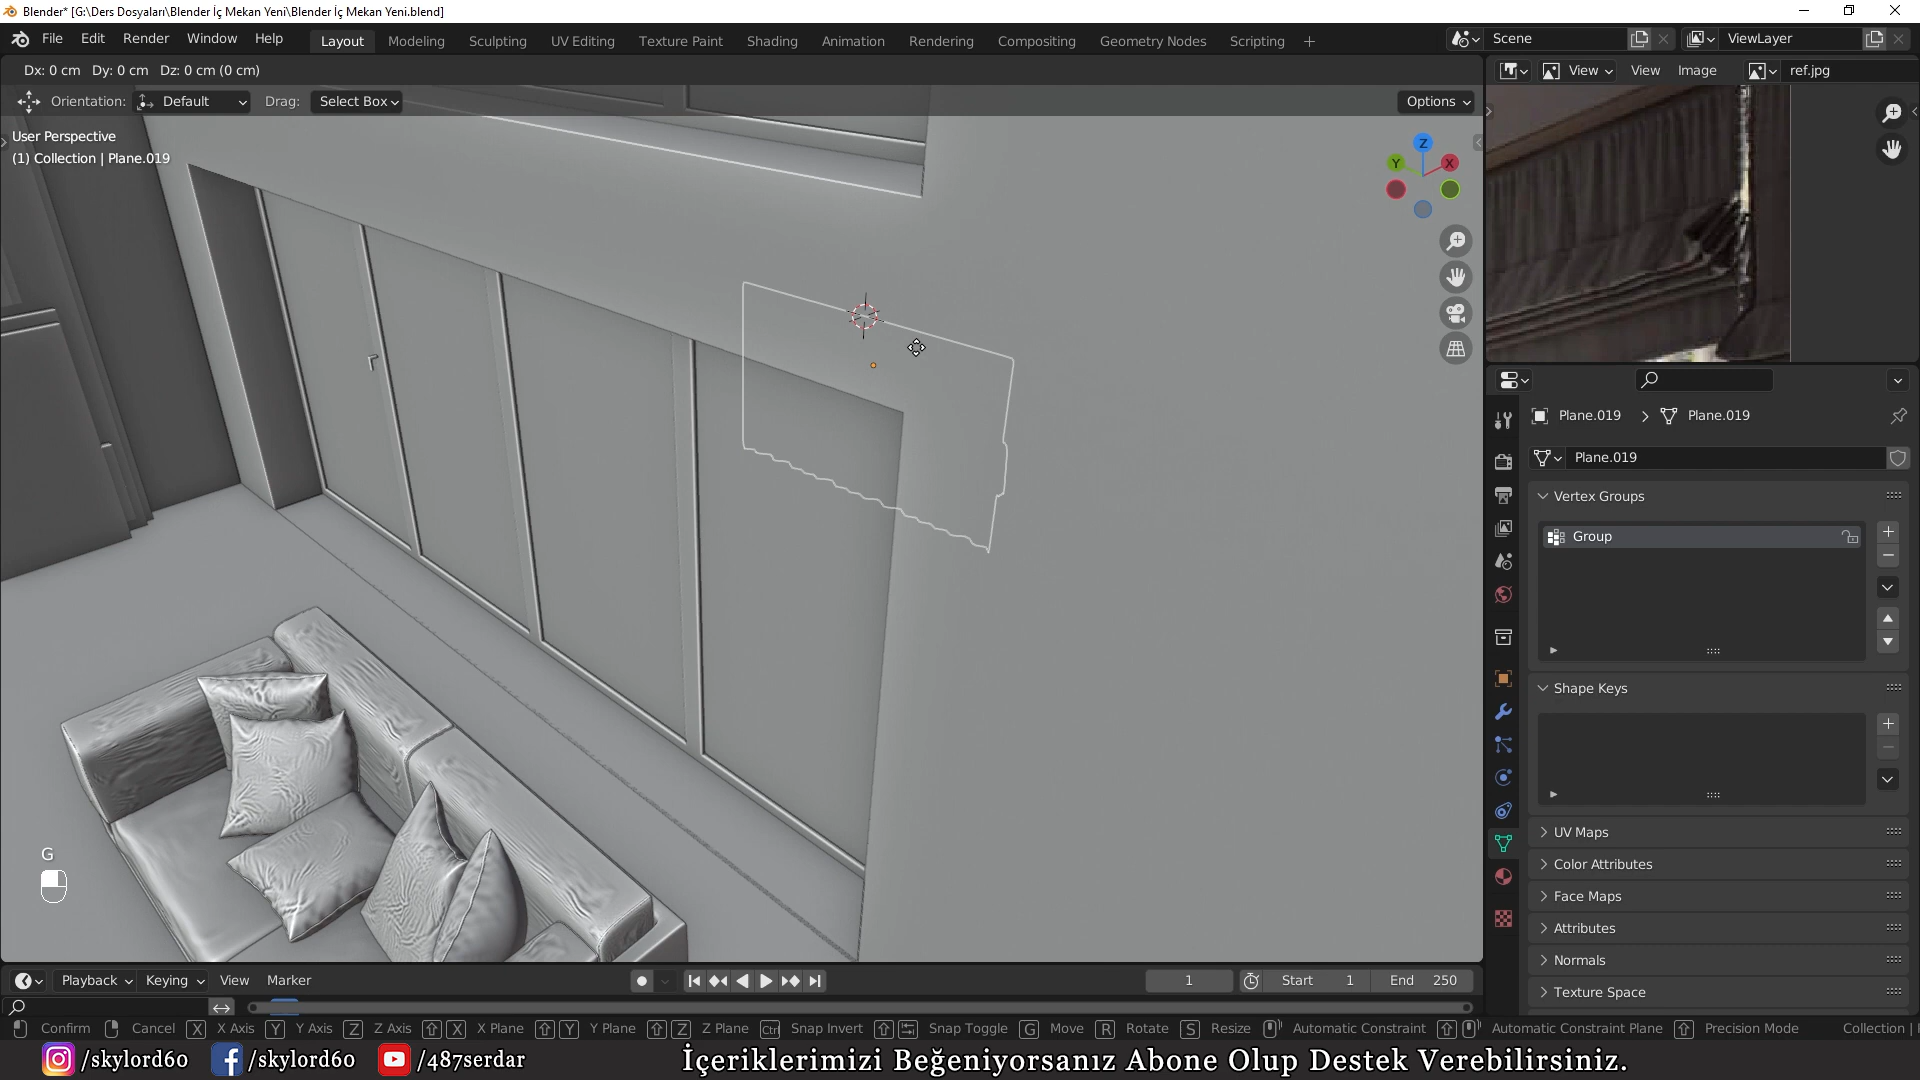 Blender* [G:\Ders Dosyaları\Blender İç Mekan Yeni\Blender İç Mekan Yeni.blend]
File Edit Render Window Help Layout Modeling Sculpting UV Editing Texture Paint Shading Animation Rendering Compositing Geometry Nodes Scripting + Scene ViewLayer
Dx: 0 cm Dy: 0 cm Dz: 0 cm (0 cm) View View Image ref.jpg
Orientation: Default Drag: Select Box Options
User Perspective
(1) Collection | Plane.019
Z
Y X
Plane.019 > Plane.019
Plane.019
Vertex Groups
Group
Shape Keys
UV Maps
Color Attributes
Face Maps
Attributes
Normals
Texture Space
G
Playback Keying View Marker 1 Start 1 End 250
Confirm Cancel X X Axis Y Y Axis Z Z Axis X X Plane Y Y Plane Z Z Plane Ctrl Snap Invert Snap Toggle G Move R Rotate S Resize Automatic Constraint Automatic Constraint Plane Precision Mode Collection |
/skylord60 /skylord60 /487serdar İçeriklerimizi Beğeniyorsanız Abone Olup Destek Verebilirsiniz.